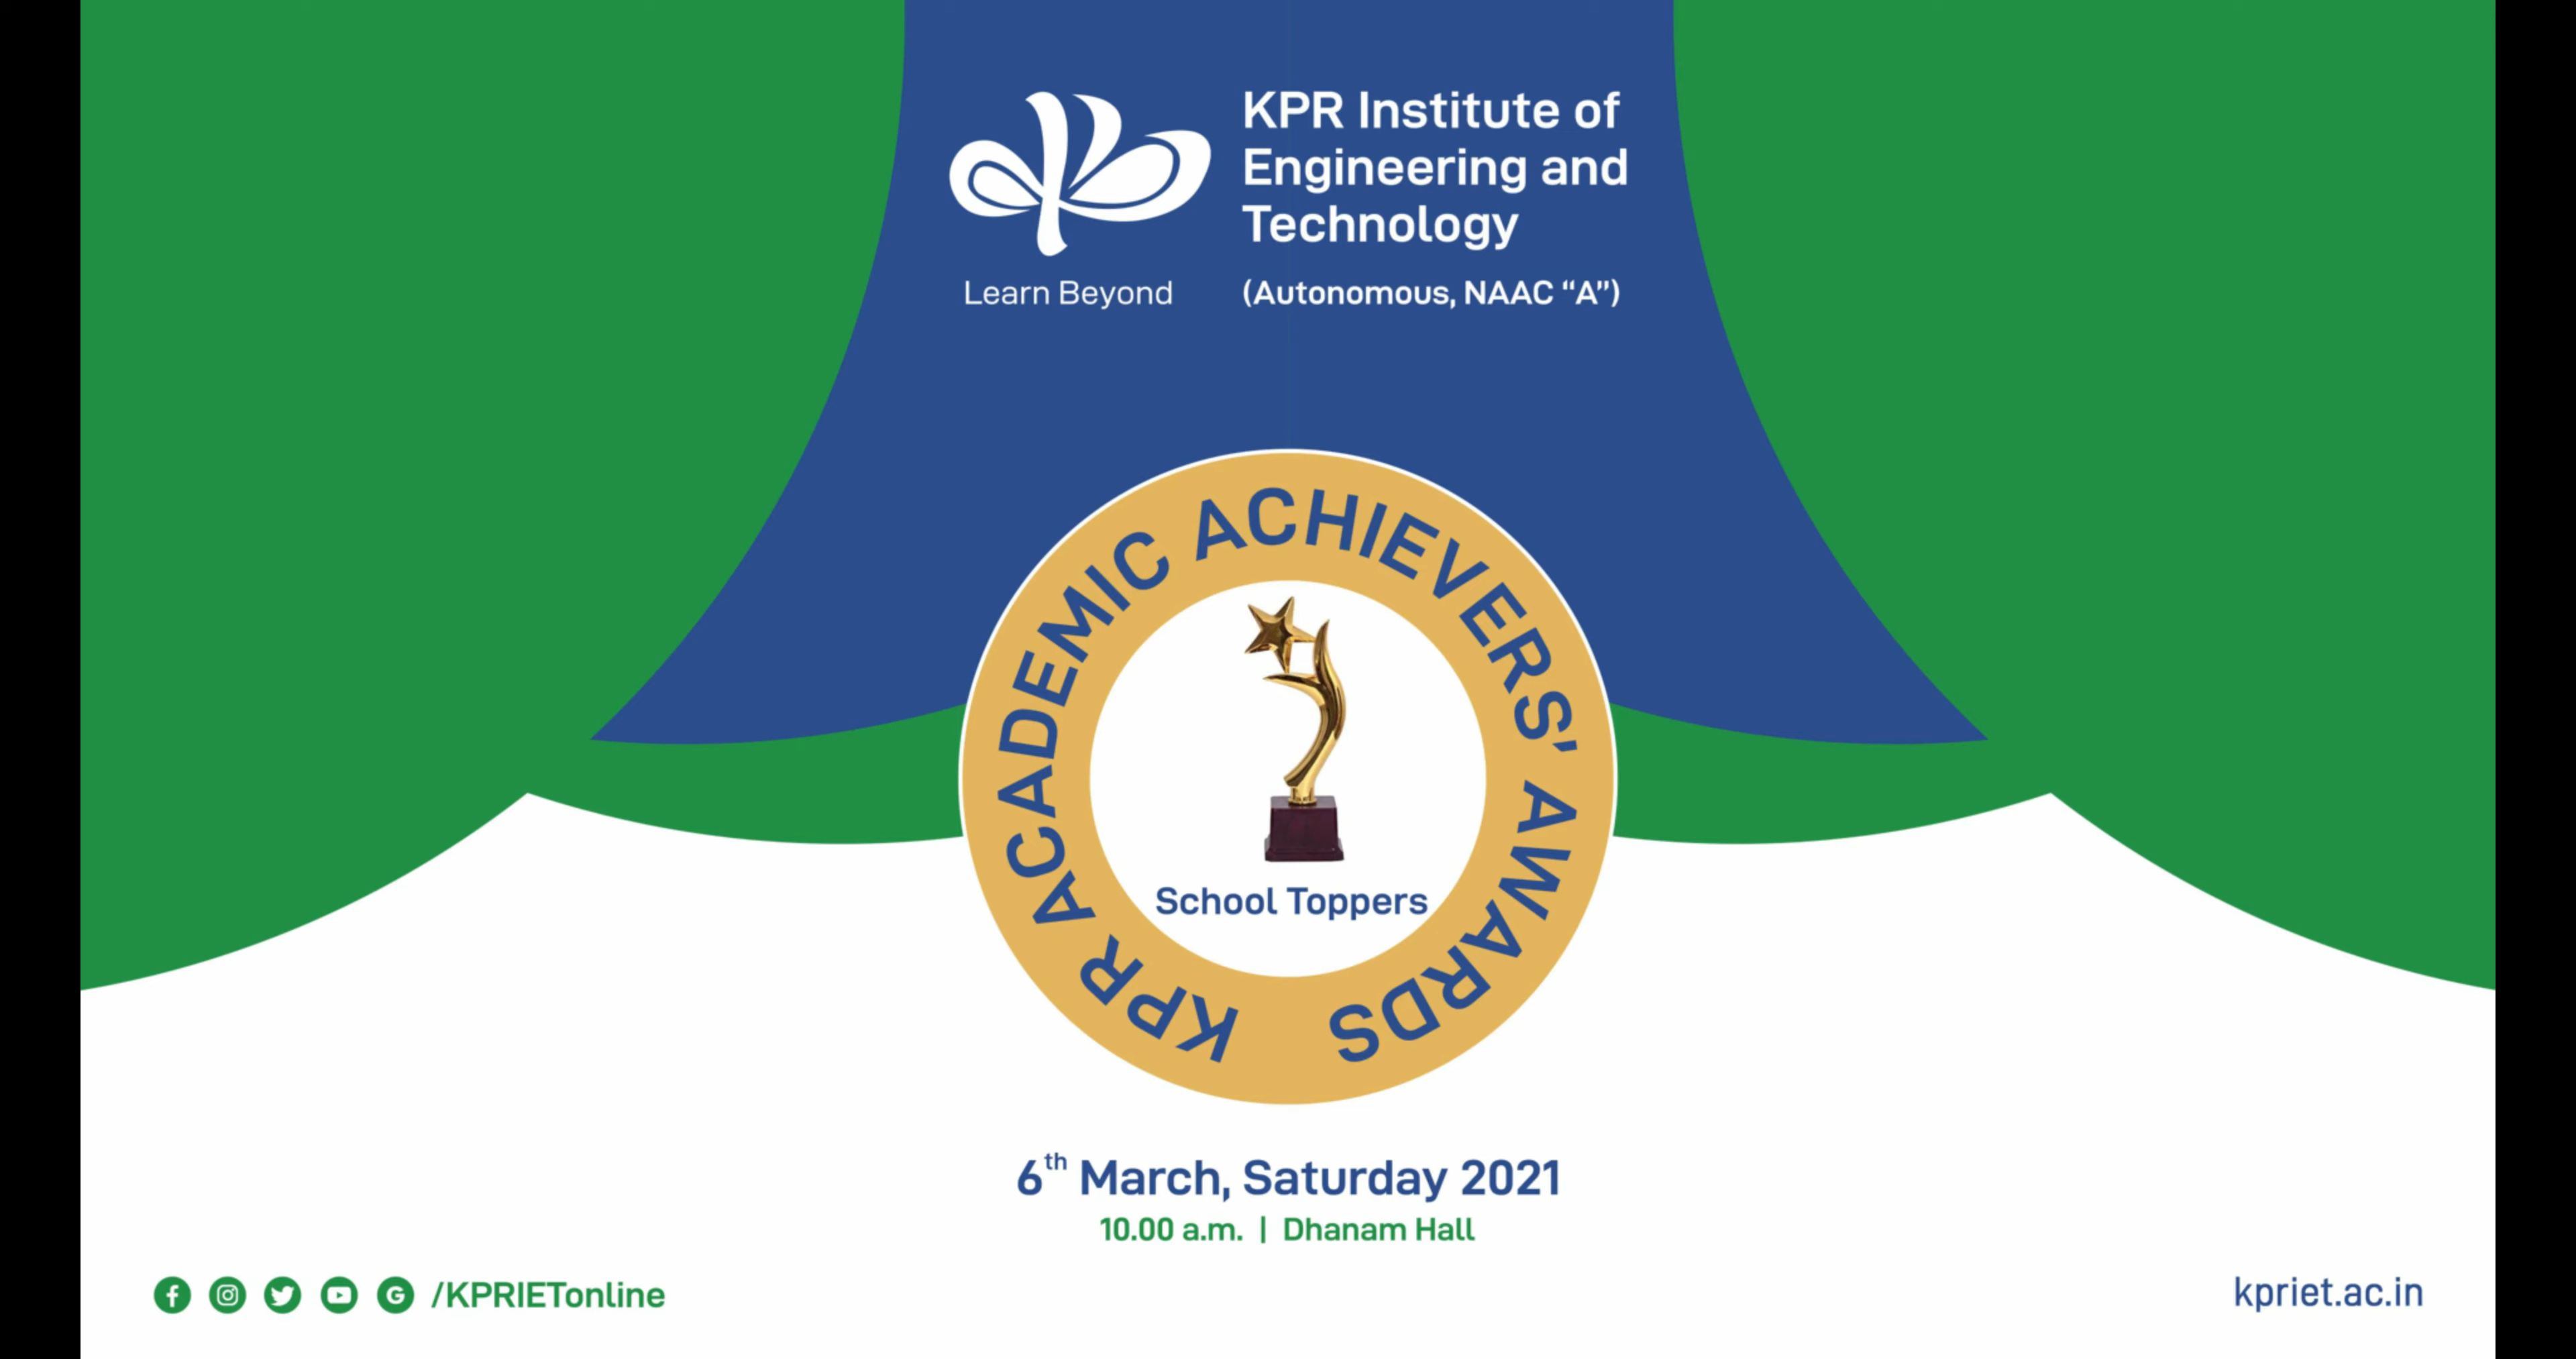 KPR Institute of
Engineering and
Technology
Learn Beyond
(Autonomous, NAAC “A”)
KPR ACADEMIC ACHIEVERS’ AWARDS
School Toppers
6th March, Saturday 2021
10.00 a.m. | Dhanam Hall
/KPRIETonline
kpriet.ac.in